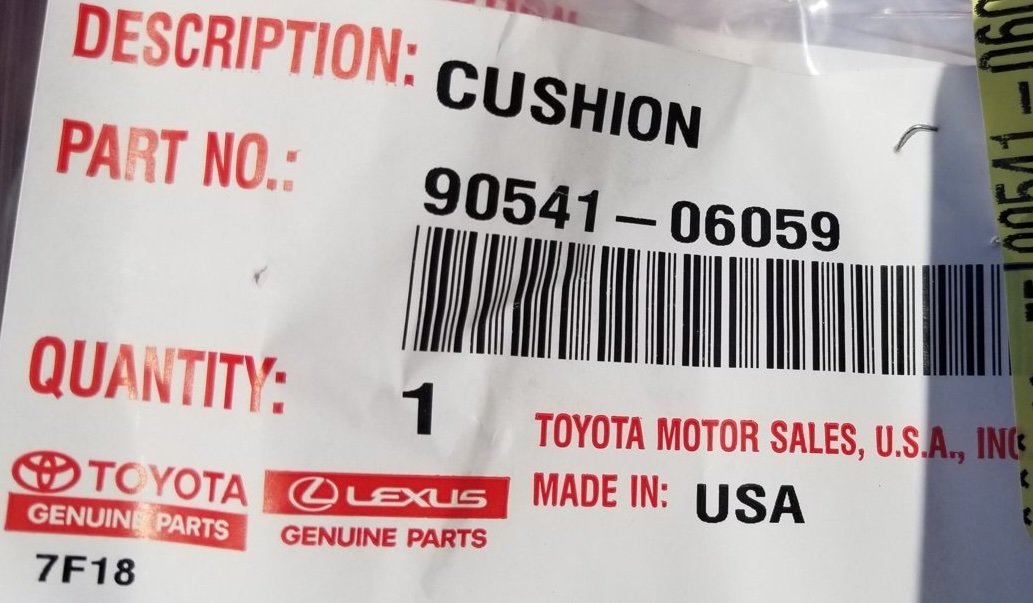 DESCRIPTION: CUSHION
PART NO.: 90541-06059
QUANTITY: 1
TOYOTA MOTOR SALES, U.S.A., INC
MADE IN: USA
TOYOTA
GENUINE PARTS
LEXUS
GENUINE PARTS
7F18